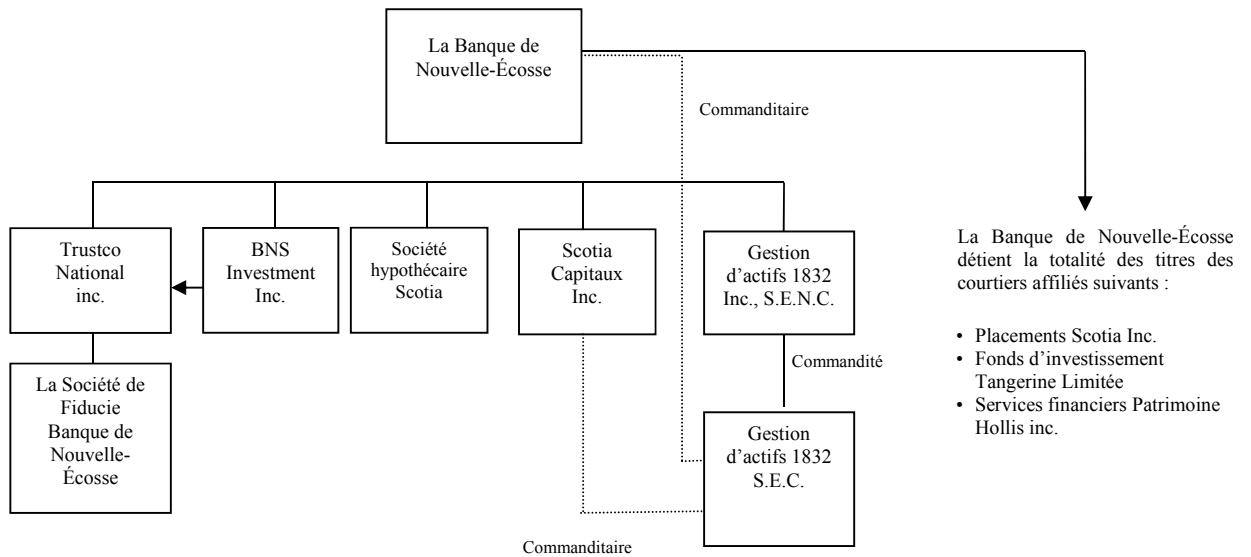 La Banque de
Nouvelle-Écosse
Commanditaire
Trustco
National
inc.
BNS
Investment
Inc.
Société
hypothécaire
Scotia
Scotia
Capitaux
Inc.
Gestion
d'actifs 1832
Inc., S.E.N.C.
La Banque de Nouvelle-Écosse
détient la totalité des titres des
courtiers affiliés suivants :
• Placements Scotia Inc.
• Fonds d'investissement
Tangerine Limitée
• Services financiers Patrimoine
Hollis inc.
Commandité
La Société de
Fiducie
Banque de
Nouvelle-
Écosse
Gestion
d'actifs 1832
S.E.C.
Commanditaire